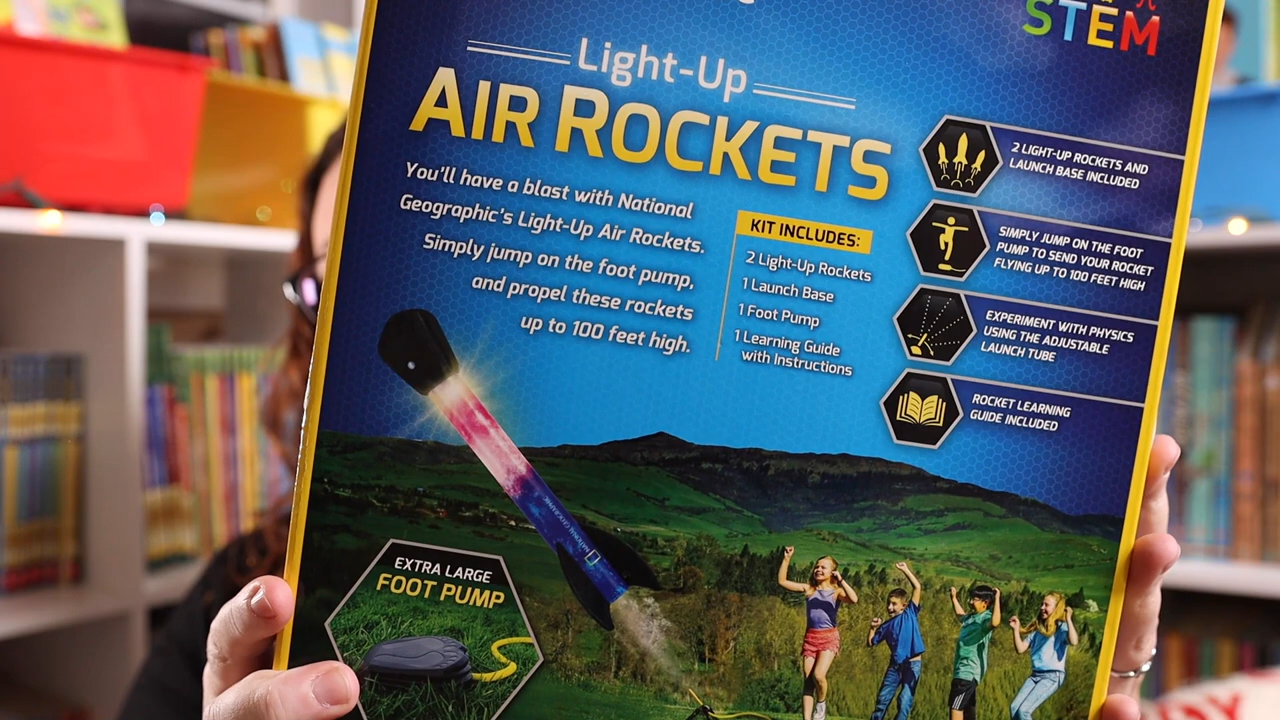 STEM
Light-Up
AIR ROCKETS
You'll have a blast with National
Geographic's Light-Up Air Rockets.
Simply jump on the foot pump,
and propel these rockets
up to 100 feet high.
KIT INCLUDES:
2 Light-Up Rockets
1 Launch Base
1 Foot Pump
1 Learning Guide
with Instructions
2 LIGHT-UP ROCKETS AND
LAUNCH BASE INCLUDED
SIMPLY JUMP ON THE FOOT
PUMP TO SEND YOUR ROCKET
FLYING UP TO 100 FEET HIGH
EXPERIMENT WITH PHYSICS
USING THE ADJUSTABLE
LAUNCH TUBE
ROCKET LEARNING
GUIDE INCLUDED
NATIONAL GEOGRAPHIC
EXTRA LARGE
FOOT PUMP